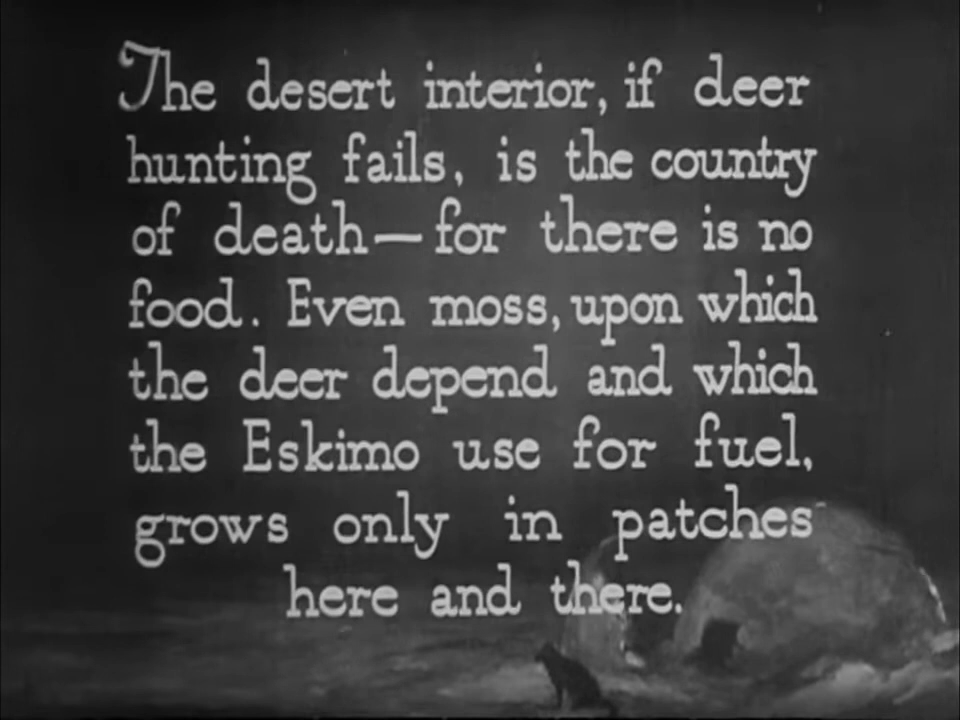 The desert interior, if deer
hunting fails, is the country
of death—for there is no
food. Even moss, upon which
the deer depend and which
the Eskimo use for fuel,
grows only in patches
here and there.